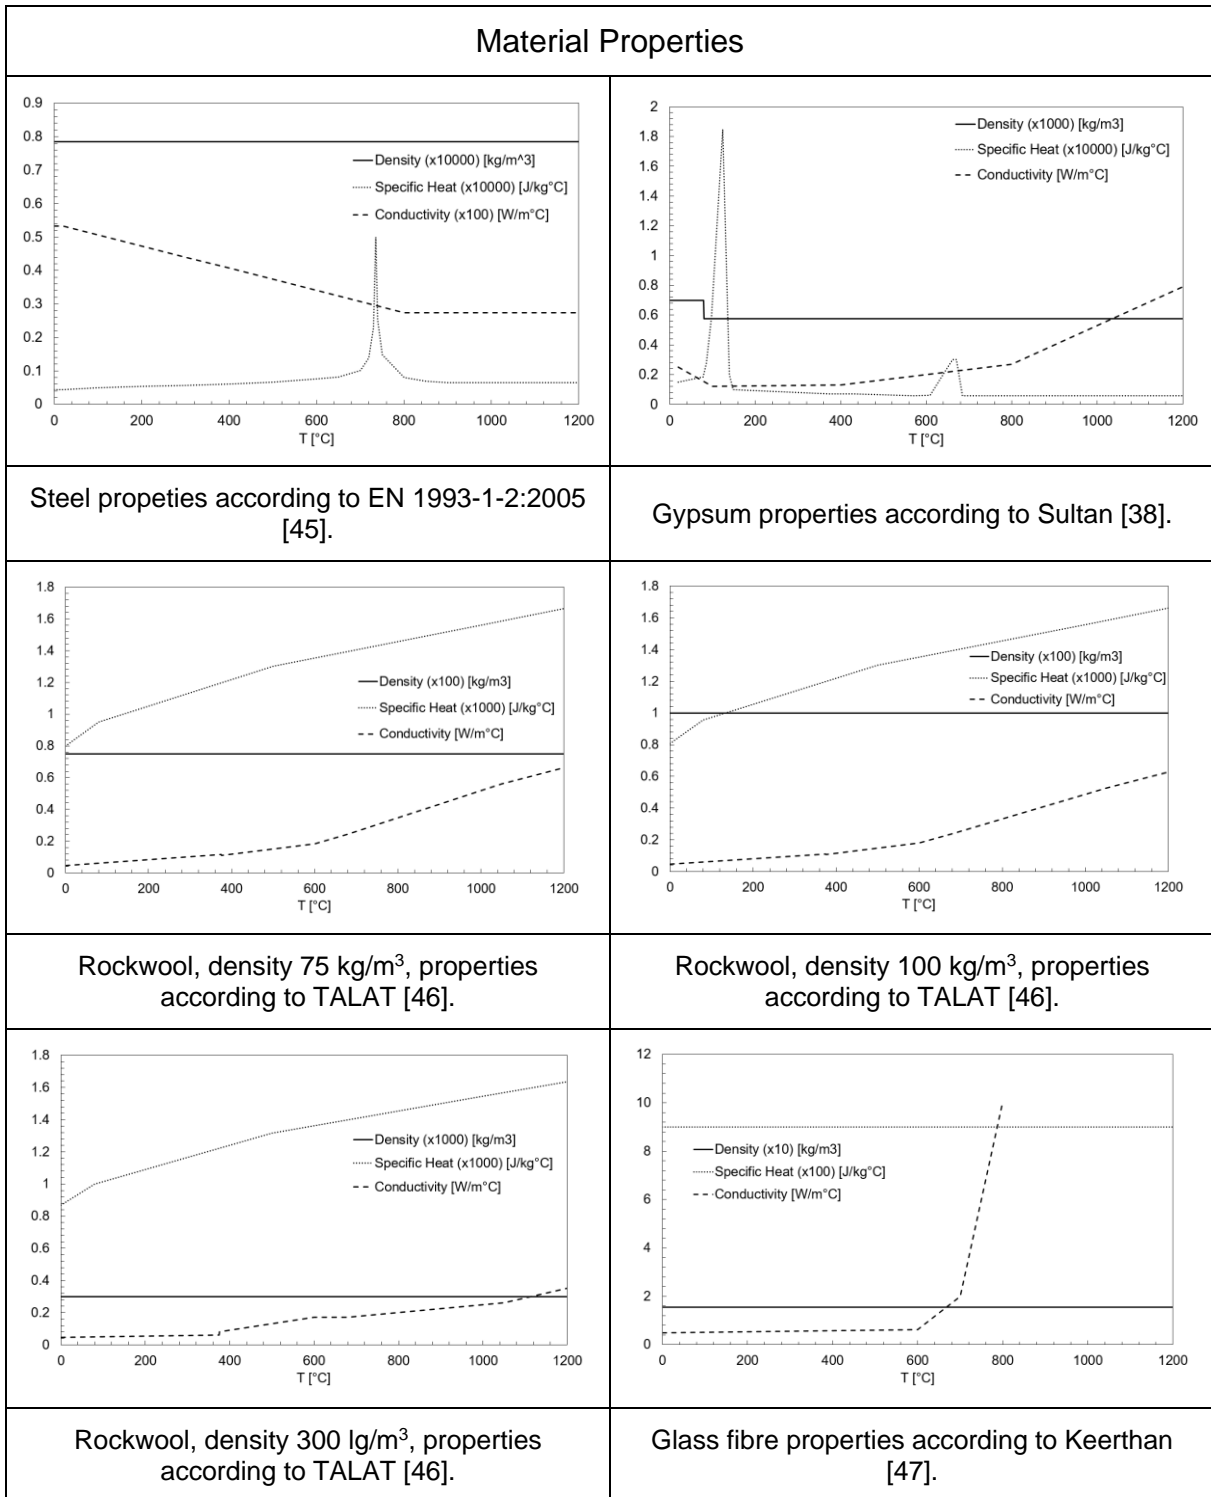 Material Properties
0.9
0.8
0.7
0.6
0.5
0.4
0.3
0.2
0.1
0
0 200 400 600 800 1000 1200
T [°C]
Density (x10000) [kg/m^3]
Specific Heat (x10000) [J/kg°C]
Conductivity (x100) [W/m°C]
2
1.8
1.6
1.4
1.2
1
0.8
0.6
0.4
0.2
0
0 200 400 600 800 1000 1200
T [°C]
Density (x1000) [kg/m3]
Specific Heat (x10000) [J/kg°C]
Conductivity [W/m°C]
Steel propeties according to EN 1993-1-2:2005
[45].
Gypsum properties according to Sultan [38].
1.8
1.6
1.4
1.2
1
0.8
0.6
0.4
0.2
0
0 200 400 600 800 1000 1200
T [°C]
Density (x100) [kg/m3]
Specific Heat (x1000) [J/kg°C]
Conductivity [W/m°C]
1.8
1.6
1.4
1.2
1
0.8
0.6
0.4
0.2
0
0 200 400 600 800 1000 1200
T [°C]
Density (x100) [kg/m3]
Specific Heat (x1000) [J/kg°C]
Conductivity [W/m°C]
Rockwool, density 75 kg/m³, properties
according to TALAT [46].
Rockwool, density 100 kg/m³, properties
according to TALAT [46].
1.8
1.6
1.4
1.2
1
0.8
0.6
0.4
0.2
0
0 200 400 600 800 1000 1200
T [°C]
Density (x1000) [kg/m3]
Specific Heat (x1000) [J/kg°C]
Conductivity [W/m°C]
12
10
8
6
4
2
0
0 200 400 600 800 1000 1200
T [°C]
Density (x10) [kg/m3]
Specific Heat (x100) [J/kg°C]
Conductivity [W/m°C]
Rockwool, density 300 lg/m³, properties
according to TALAT [46].
Glass fibre properties according to Keerthan
[47].